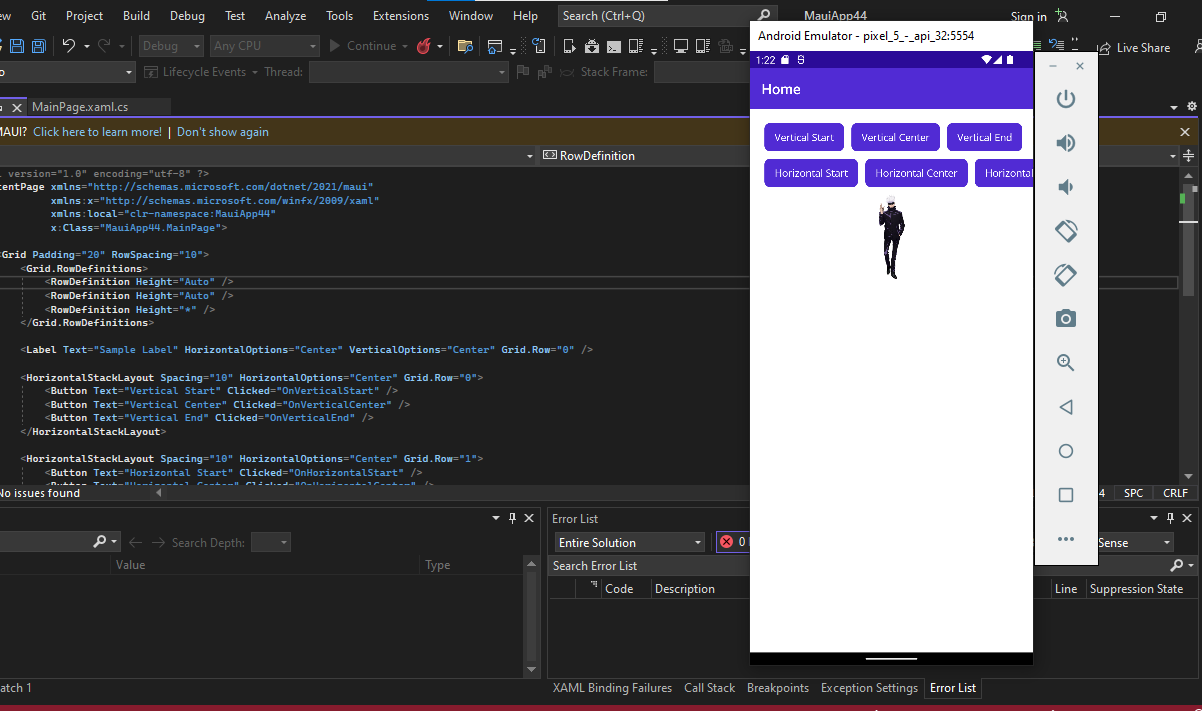 Git Project Build Debug Test Analyze Tools Extensions Window Help Search (Ctrl+Q) MauiApp44 Sign in
Debug Any CPU Continue Live Share
Lifecycle Events Thread: Stack Frame:
MainPage.xaml.cs
MAUI? Click here to learn more! | Don't show again
RowDefinition
version="1.0" encoding="utf-8" ?>
tentPage xmlns="http://schemas.microsoft.com/dotnet/2021/maui"
xmlns:x="http://schemas.microsoft.com/winfx/2009/xaml"
xmlns:local="clr-namespace:MauiApp44"
x:Class="MauiApp44.MainPage">
Grid Padding="20" RowSpacing="10">
<Grid.RowDefinitions>
<RowDefinition Height="Auto" />
<RowDefinition Height="Auto" />
<RowDefinition Height="*" />
</Grid.RowDefinitions>
<Label Text="Sample Label" HorizontalOptions="Center" VerticalOptions="Center" Grid.Row="0" />
<HorizontalStackLayout Spacing="10" HorizontalOptions="Center" Grid.Row="0">
<Button Text="Vertical Start" Clicked="OnVerticalStart" />
<Button Text="Vertical Center" Clicked="OnVerticalCenter" />
<Button Text="Vertical End" Clicked="OnVerticalEnd" />
</HorizontalStackLayout>
<HorizontalStackLayout Spacing="10" HorizontalOptions="Center" Grid.Row="1">
<Button Text="Horizontal Start" Clicked="OnHorizontalStart" />
<Button Text="Horizontal Center" Clicked="OnHorizontalCenter" />
No issues found
4 SPC CRLF
Android Emulator - pixel_5_-_api_32:5554
1:22
Home
Vertical Start Vertical Center Vertical End
Horizontal Start Horizontal Center Horizontal
Search Depth:
Value Type
atch 1
Error List
Entire Solution 0 Sense
Search Error List
Code Description Line Suppression State
XAML Binding Failures Call Stack Breakpoints Exception Settings Error List